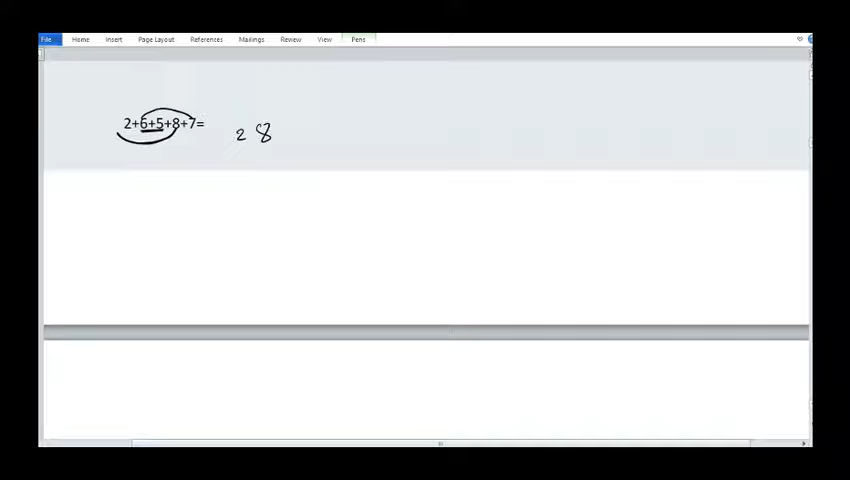 File Home Insert Page Layout References Mailings Review View Pens
2+6+5+8+7= 2 8